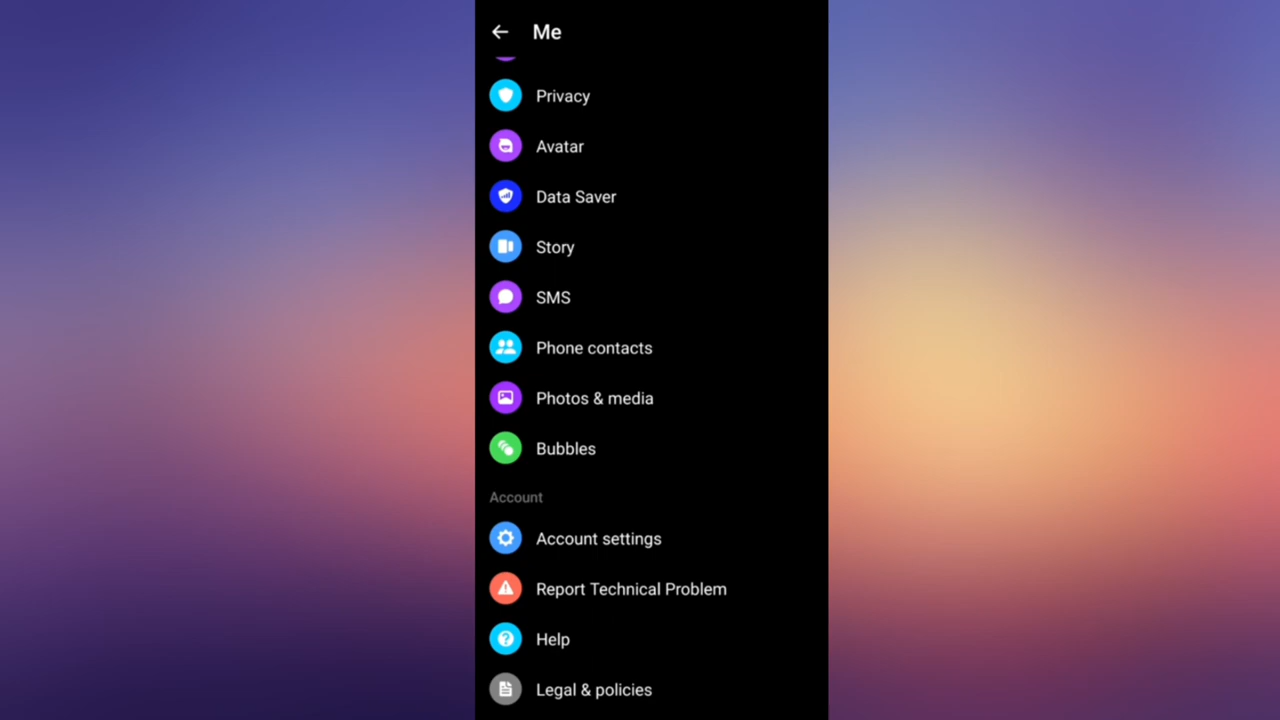 Me
Privacy
Avatar
Data Saver
Story
SMS
Phone contacts
Photos & media
Bubbles
Account
Account settings
Report Technical Problem
Help
Legal & policies